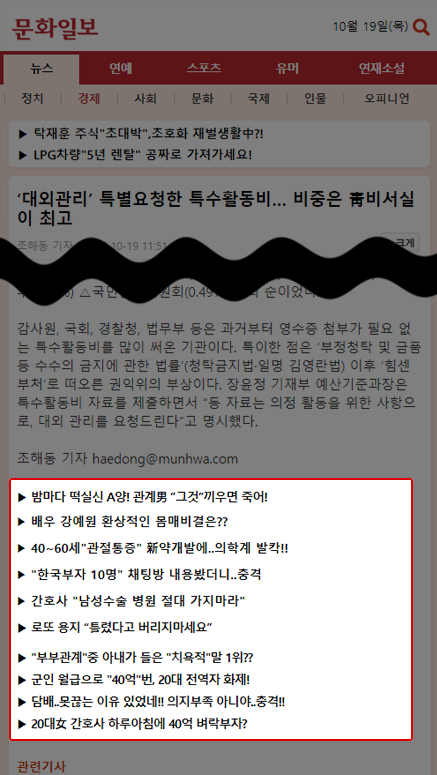 문화일보
10월 19일(목)
뉴스 연예 스포츠 유머 연재소설
정치 경제 사회 문화 국제 인물 오피니언
▶ 탁재훈 주식"초대박",초호화 재벌생활中?!
▶ LPG차량"5년 렌탈" 공짜로 가져가세요!
‘대외관리’ 특별요청한 특수활동비… 비중은 靑비서실
이 최고
조해동 기자 -10-19 11:51
크게
△국민 원회(0.49 순이었다
감사원, 국회, 경찰청, 법무부 등은 과거부터 영수증 첨부가 필요 없
는 특수활동비를 많이 써온 기관이다. 특이한 점은 ‘부정청탁 및 금품
등 수수의 금지에 관한 법률’(청탁금지법·일명 김영란법) 이후 ‘힘센
부처’로 떠오른 권익위의 부상이다. 장윤정 기재부 예산기준과장은
특수활동비 자료를 제출하면서 “동 자료는 의정 활동을 위한 사항으
로, 대외 관리를 요청드린다”고 명시했다.
조해동 기자 haedong@munhwa.com
▶ 밤마다 떡실신 A양! 관계男 “그것”끼우면 죽어!
▶ 배우 강예원 환상적인 몸매비결은??
▶ 40~60세"관절통증" 新약개발에..의학계 발칵!!
▶ "한국부자 10명" 채팅방 내용봤더니..충격
▶ 간호사 "남성수술 병원 절대 가지마라"
▶ 로또 용지 “틀렸다고 버리지마세요”
▶ "부부관계"중 아내가 들은 "치욕적"말 1위??
▶ 군인 월급으로 "40억"번, 20대 전역자 화제!
▶ 담배..못끊는 이유 있었네!! 의지부족 아니야..충격!!
▶ 20대女 간호사 하루아침에 40억 벼락부자?
관련기사